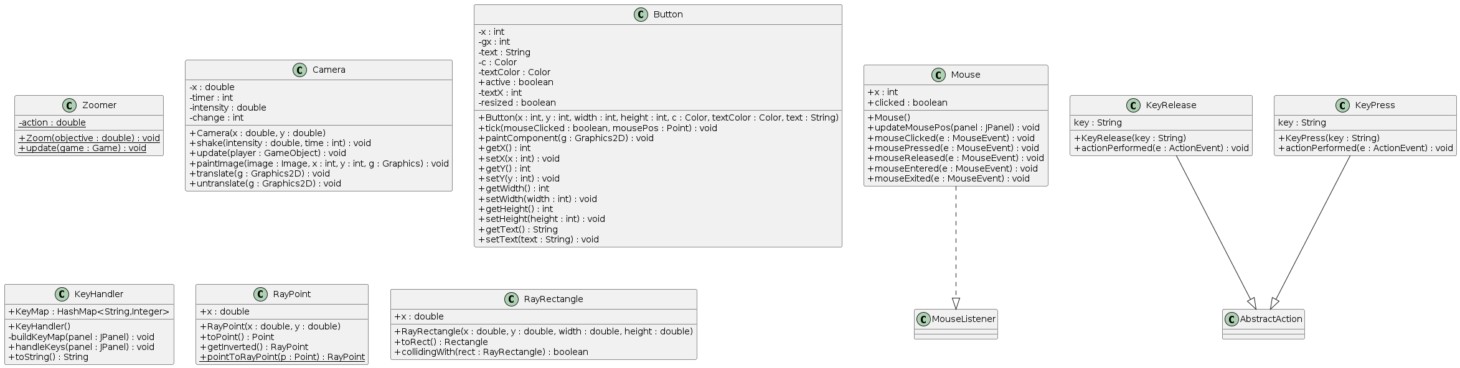 Zoomer
-action : double
+Zoom(objective : double) : void
+update(game : Game) : void
Camera
-x : double
-timer : int
-intensity : double
-change : int
+Camera(x : double, y : double)
+shake(intensity : double, time : int) : void
+update(player : GameObject) : void
+paintImage(image : Image, x : int, y : int, g : Graphics) : void
+translate(g : Graphics2D) : void
+untranslate(g : Graphics2D) : void
Button
-x : int
-gx : int
-text : String
-c : Color
-textColor : Color
+active : boolean
-textX : int
-resized : boolean
+Button(x : int, y : int, width : int, height : int, c : Color, textColor : Color, text : String)
+tick(mouseClicked : boolean, mousePos : Point) : void
+paintComponent(g : Graphics2D) : void
+getX() : int
+setX(x : int) : void
+getY() : int
+setY(y : int) : void
+getWidth() : int
+setWidth(width : int) : void
+getHeight() : int
+setHeight(height : int) : void
+getText() : String
+setText(text : String) : void
Mouse
+x : int
+clicked : boolean
+Mouse()
+updateMousePos(panel : JPanel) : void
+mouseClicked(e : MouseEvent) : void
+mousePressed(e : MouseEvent) : void
+mouseReleased(e : MouseEvent) : void
+mouseEntered(e : MouseEvent) : void
+mouseExited(e : MouseEvent) : void
KeyRelease
key : String
+KeyRelease(key : String)
+actionPerformed(e : ActionEvent) : void
KeyPress
key : String
+KeyPress(key : String)
+actionPerformed(e : ActionEvent) : void
KeyHandler
+KeyMap : HashMap<String,Integer>
+KeyHandler()
-buildKeyMap(panel : JPanel) : void
+handleKeys(panel : JPanel) : void
+toString() : String
RayPoint
+x : double
+RayPoint(x : double, y : double)
+toPoint() : Point
+getInverted() : RayPoint
+pointToRayPoint(p : Point) : RayPoint
RayRectangle
+x : double
+RayRectangle(x : double, y : double, width : double, height : double)
+toRect() : Rectangle
+collidingWith(rect : RayRectangle) : boolean
MouseListener
AbstractAction